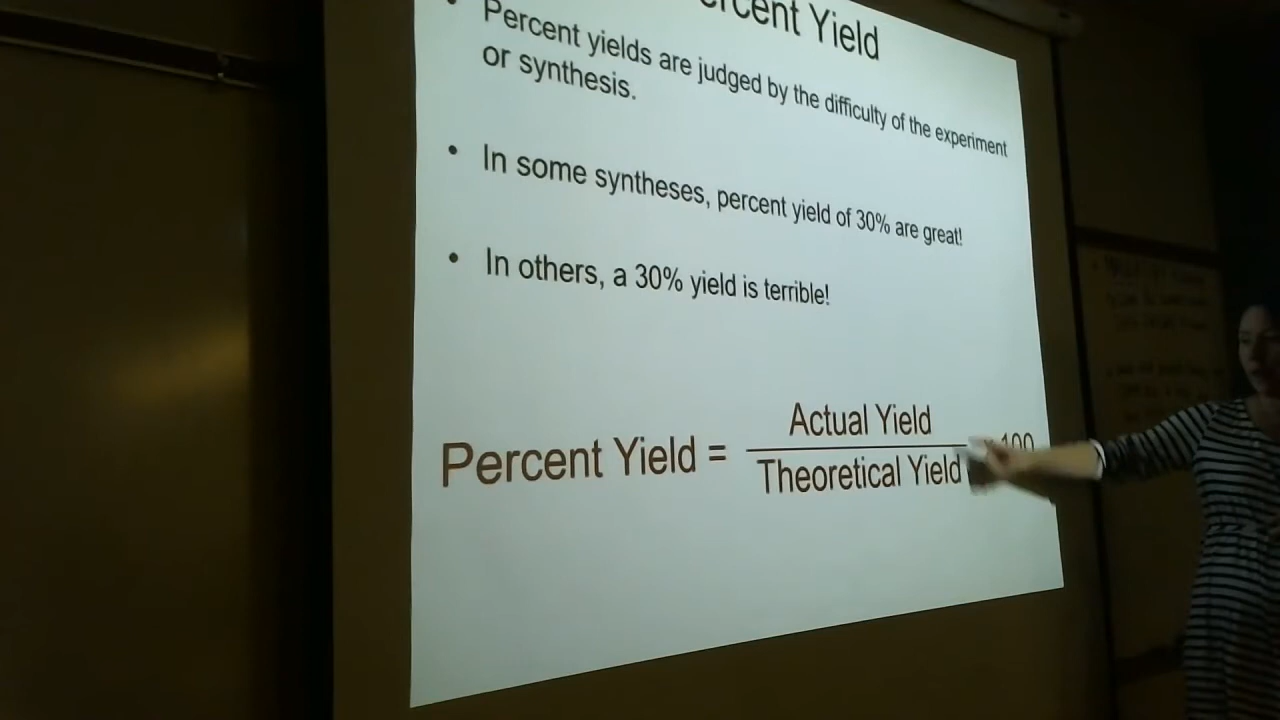 Percent Yield
• Percent yields are judged by the difficulty of the experiment
or synthesis.
• In some syntheses, percent yield of 30% are great!
• In others, a 30% yield is terrible!
Percent Yield = Actual Yield
Theoretical Yield
100